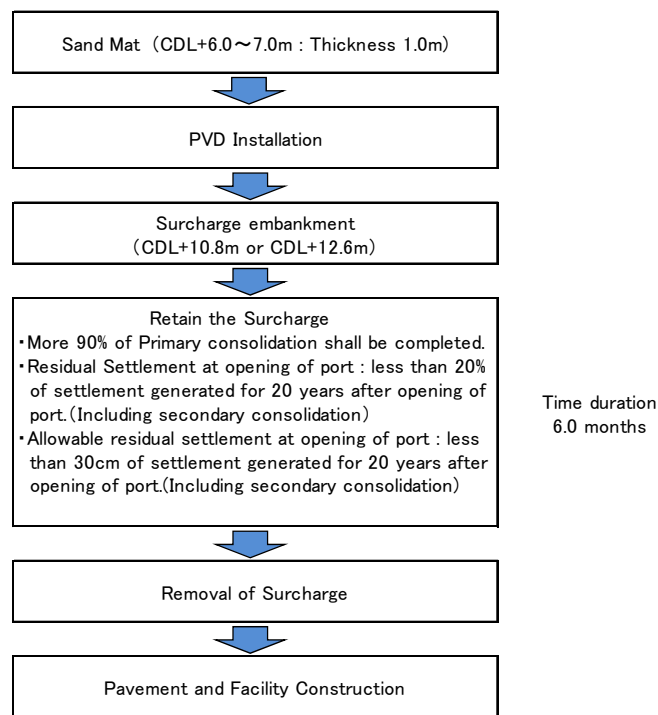 Sand Mat （CDL+6.0～7.0m : Thickness 1.0m）
PVD Installation
Surcharge embankment
（CDL+10.8m or CDL+12.6m）
Retain the Surcharge
・More 90% of Primary consolidation shall be completed.
・Residual Settlement at opening of port : less than 20%
of settlement generated for 20 years after opening of
port.(Including secondary consolidation)
・Allowable residual settlement at opening of port : less
than 30cm of settlement generated for 20 years after
opening of port.(Including secondary consolidation)
Time duration
6.0 months
Removal of Surcharge
Pavement and Facility Construction